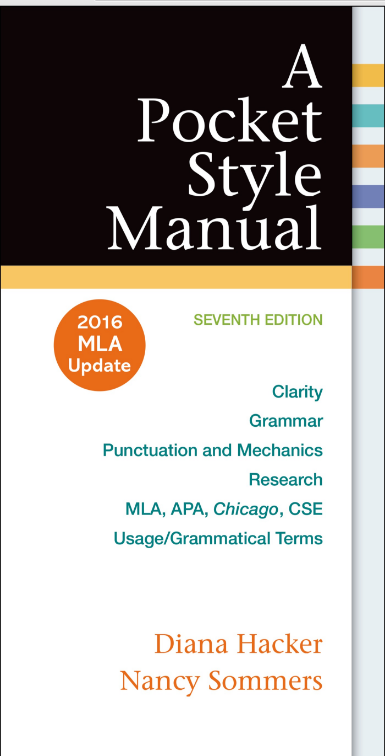 A
Pocket
Style
Manual
2016
MLA
Update
SEVENTH EDITION
Clarity
Grammar
Punctuation and Mechanics
Research
MLA, APA, Chicago, CSE
Usage/Grammatical Terms
Diana Hacker
Nancy Sommers